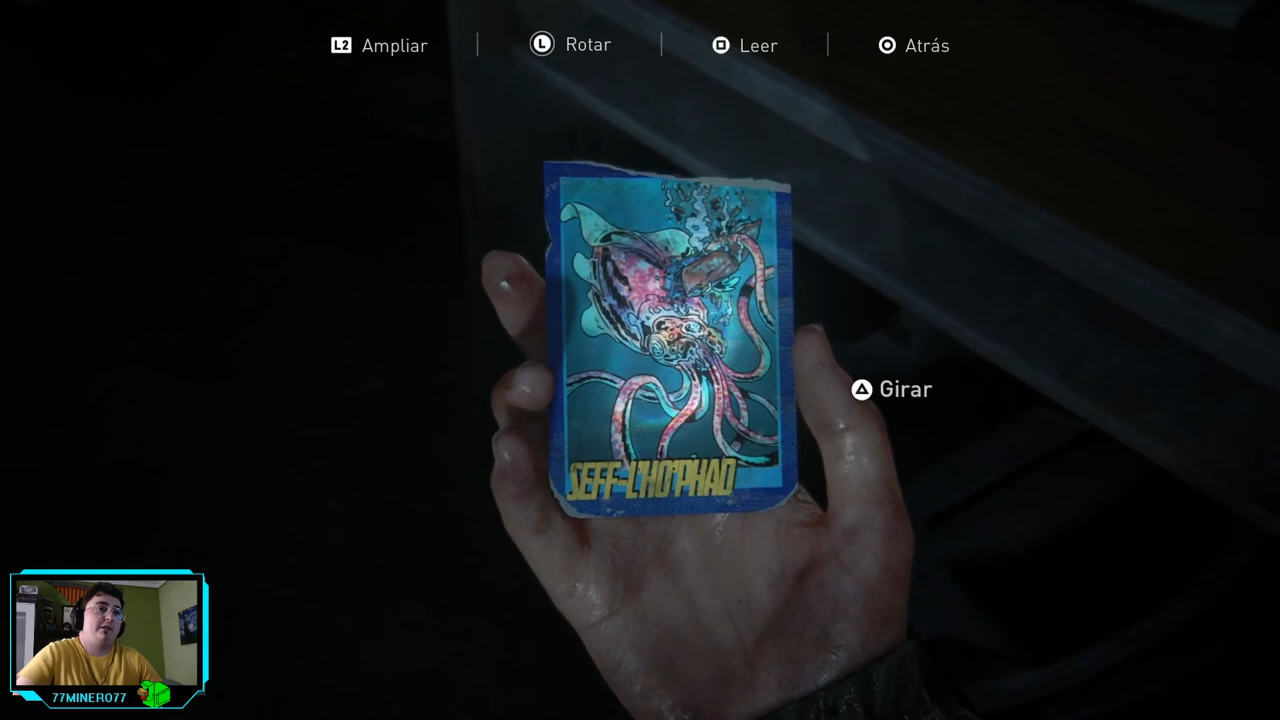 L2 Ampliar
L Rotar
Leer
Atrás
Girar
SEFF-L'HO'PHAD
77MINERO77